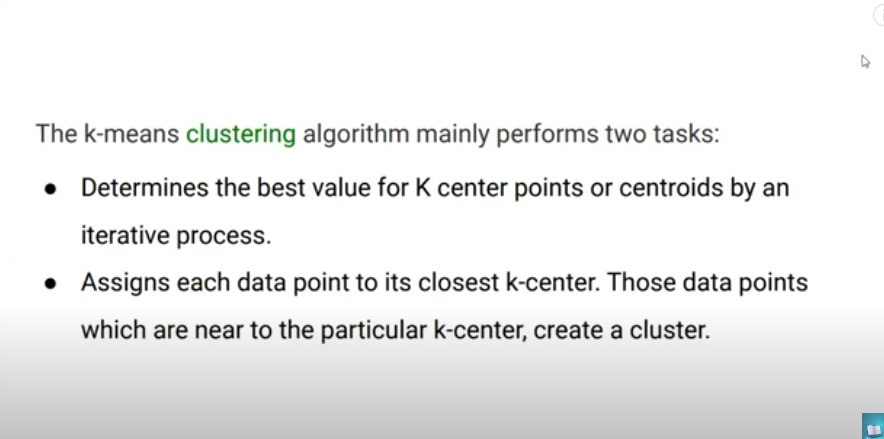 The k-means clustering algorithm mainly performs two tasks:
● Determines the best value for K center points or centroids by an
iterative process.
● Assigns each data point to its closest k-center. Those data points
which are near to the particular k-center, create a cluster.